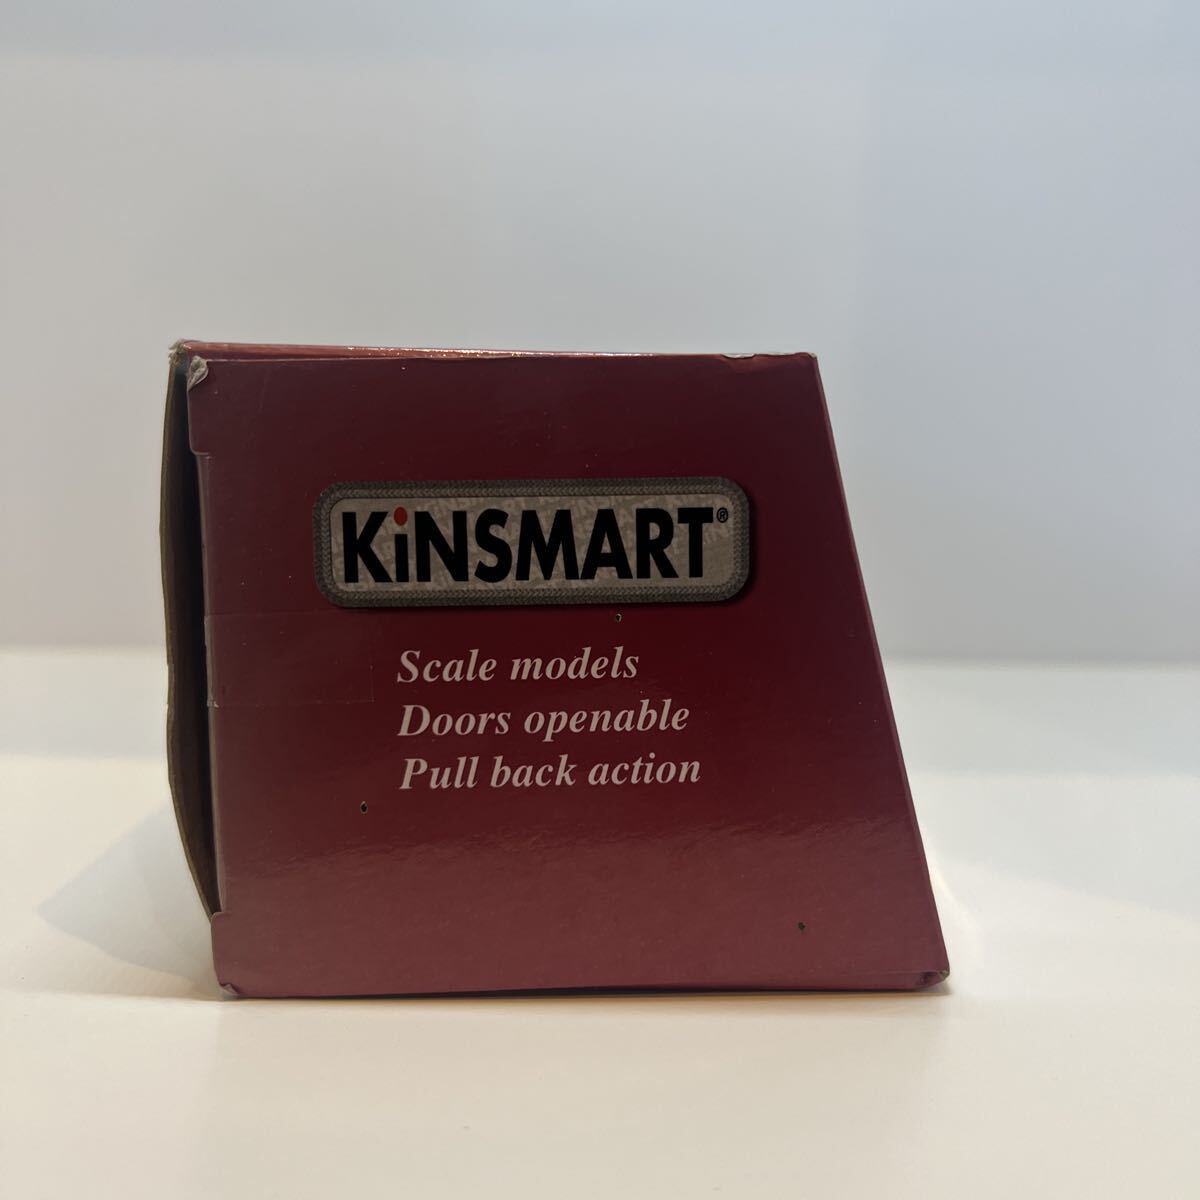 KiNSMART®
Scale models
Doors openable
Pull back action